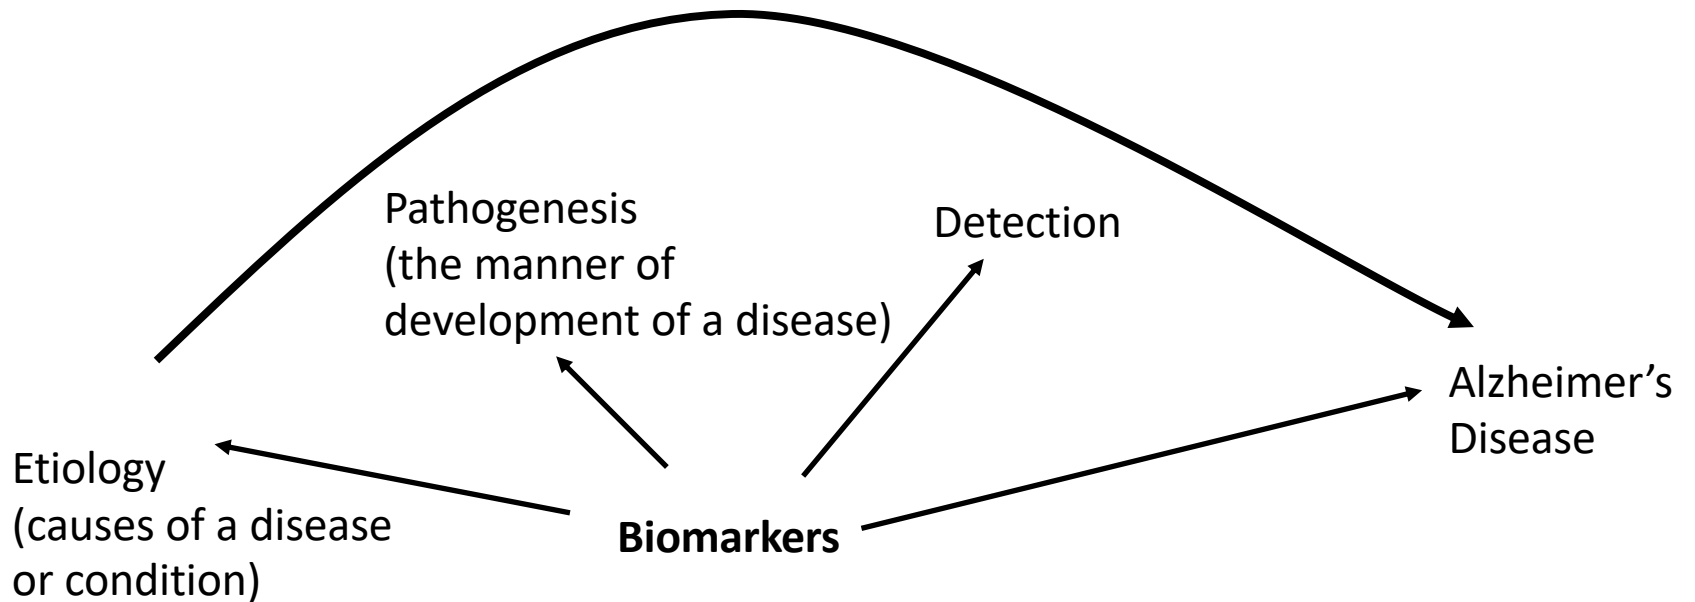 Pathogenesis
(the manner of
development of a disease)
Detection
Alzheimer’s
Disease
Etiology
(causes of a disease
or condition)
Biomarkers